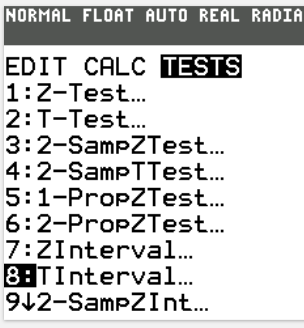 NORMAL FLOAT AUTO REAL RADIA
EDIT CALC TESTS
1:Z-Test…
2:T-Test…
3:2-SampZTest…
4:2-SampTTest…
5:1-PropZTest…
6:2-PropZTest…
7:ZInterval…
8:TInterval…
9↓2-SampZInt…